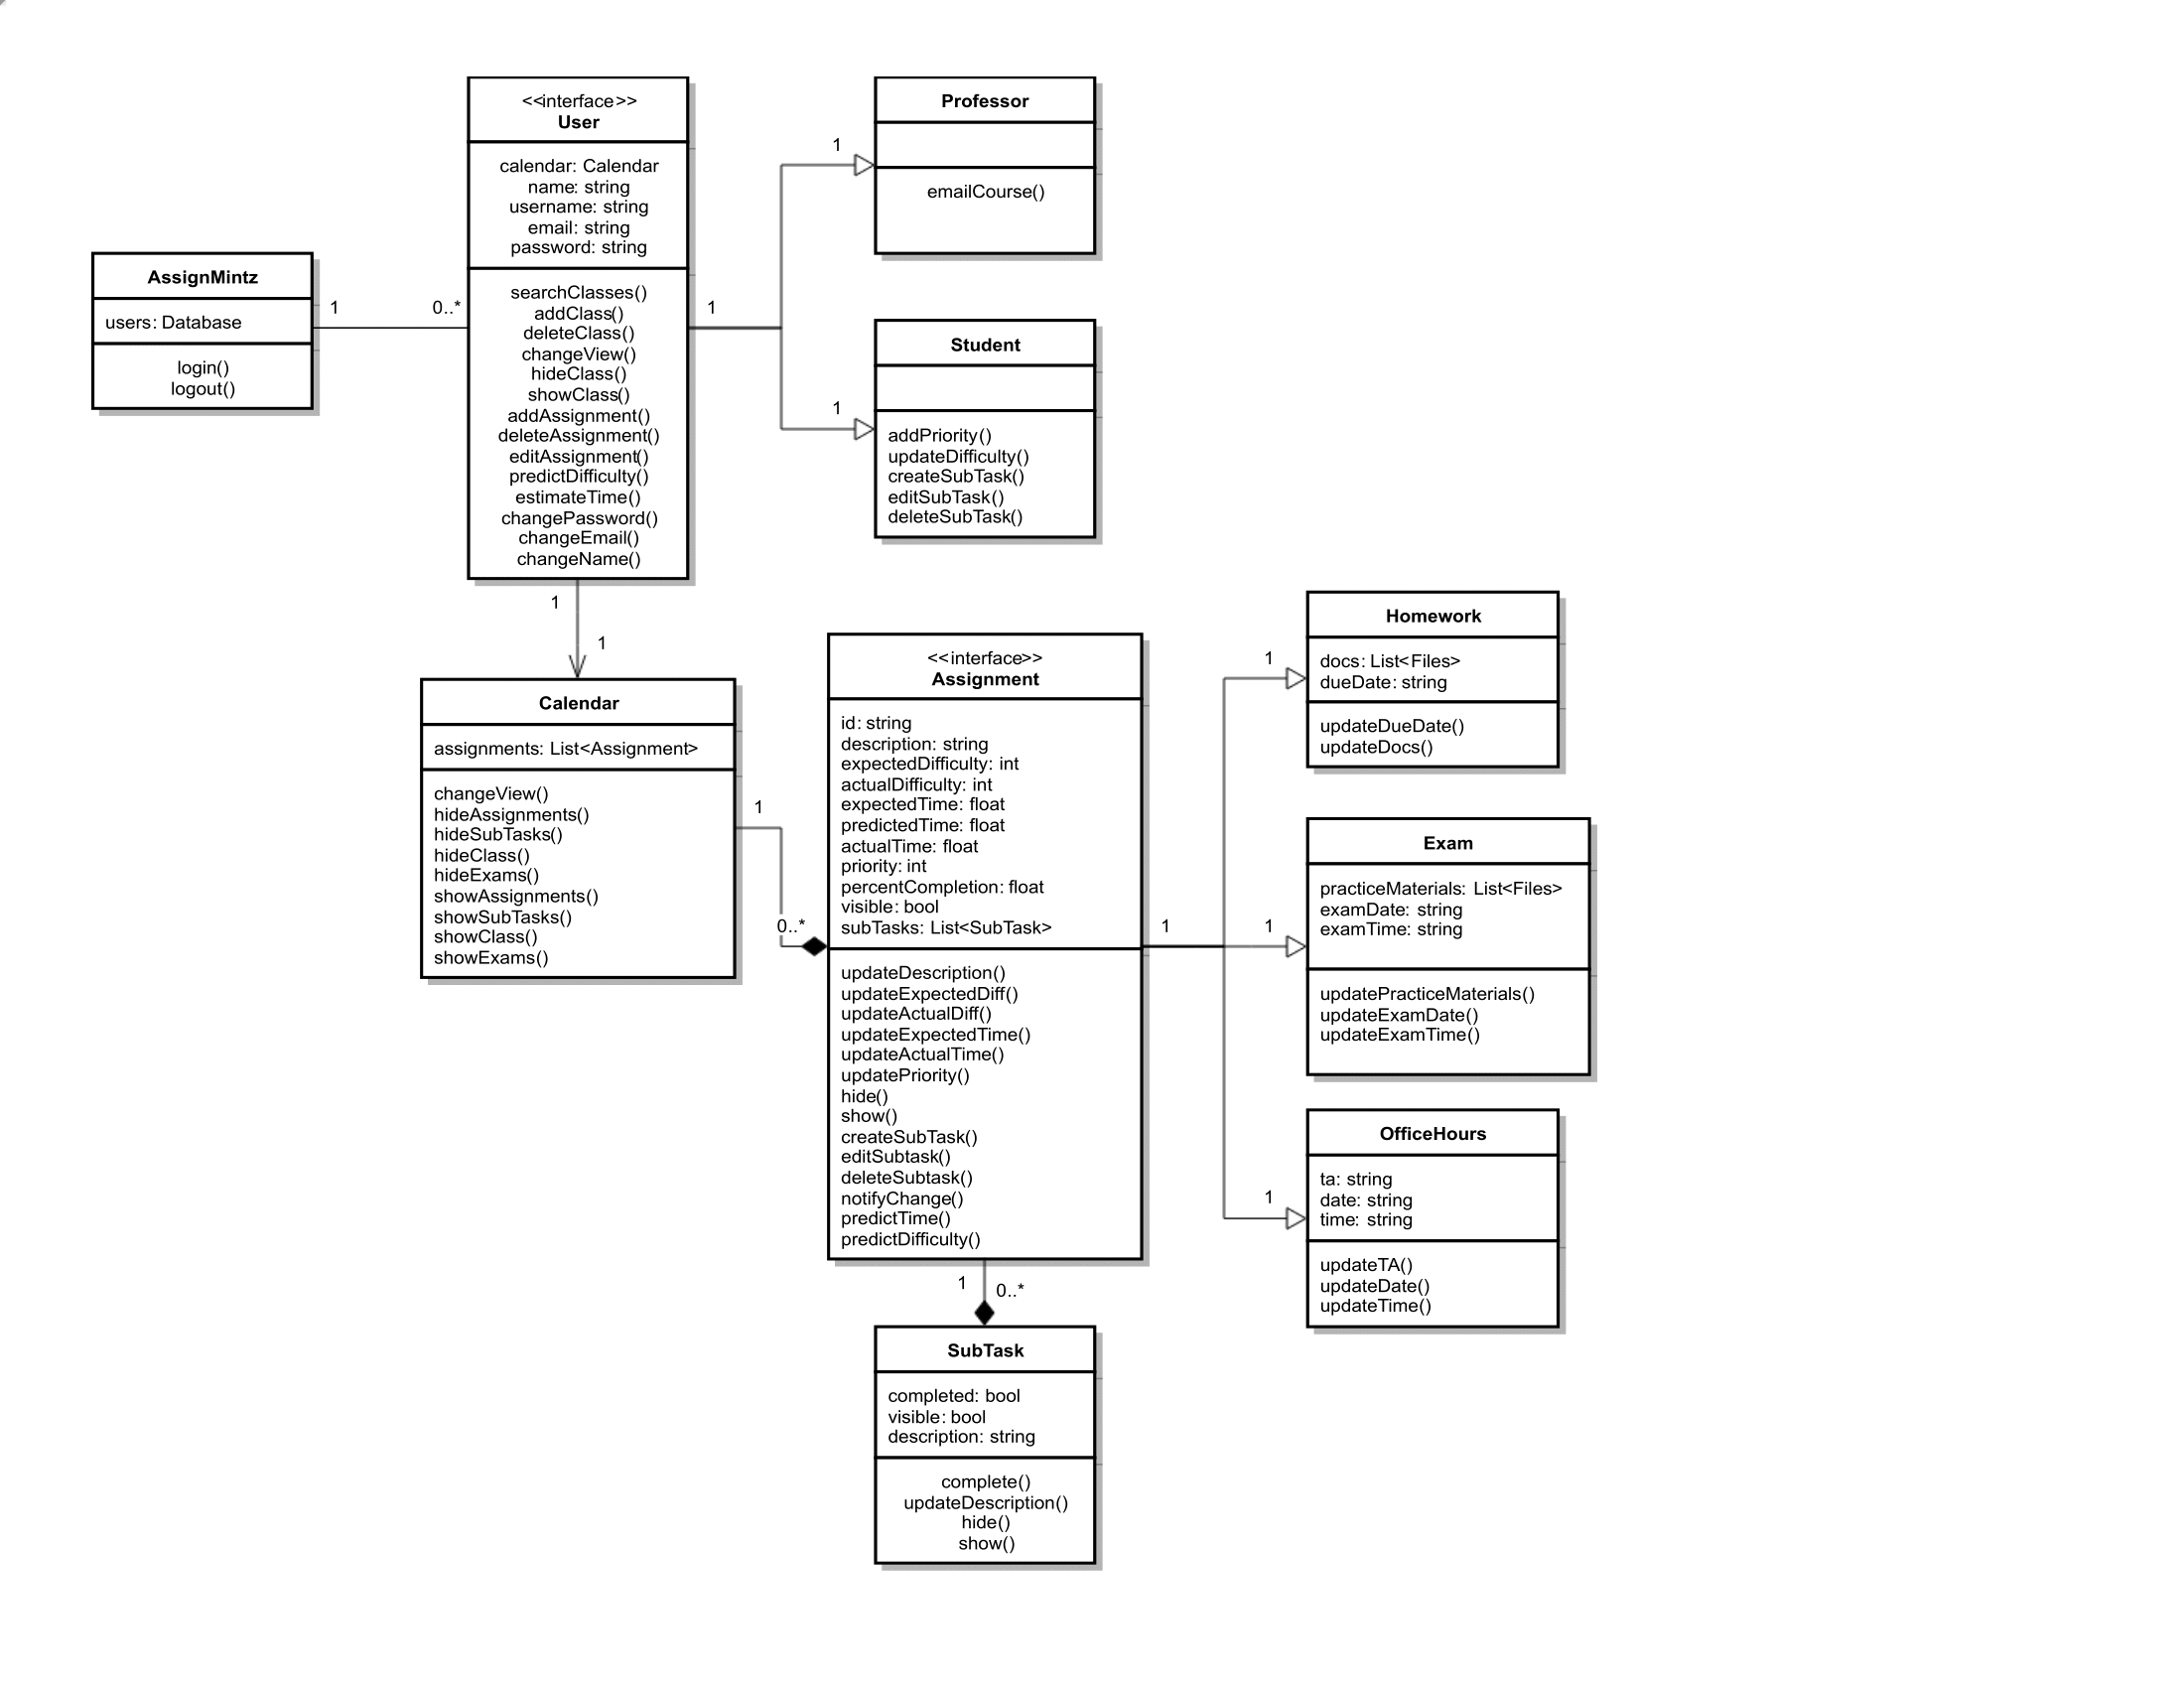 <<interface>>
User
calendar: Calendar
name: string
username: string
email: string
password: string
searchClasses()
addClass()
deleteClass()
changeView()
hideClass()
showClass()
addAssignment()
deleteAssignment()
editAssignment()
predictDifficulty()
estimateTime()
changePassword()
changeEmail()
changeName()
Professor
emailCourse()
AssignMintz
users: Database
login()
logout()
1
0..*
1
1
1
Student
addPriority()
updateDifficulty()
createSubTask()
editSubTask()
deleteSubTask()
1
1
Calendar
assignments: List<Assignment>
changeView()
hideAssignments()
hideSubTasks()
hideClass()
hideExams()
showAssignments()
showSubTasks()
showClass()
showExams()
1
0..*
<<interface>>
Assignment
id: string
description: string
expectedDifficulty: int
actualDifficulty: int
expectedTime: float
predictedTime: float
actualTime: float
priority: int
percentCompletion: float
visible: bool
subTasks: List<SubTask>
updateDescription()
updateExpectedDiff()
updateActualDiff()
updateExpectedTime()
updateActualTime()
updatePriority()
hide()
show()
createSubTask()
editSubtask()
deleteSubtask()
notifyChange()
predictTime()
predictDifficulty()
1
1
1
1
Homework
docs: List<Files>
dueDate: string
updateDueDate()
updateDocs()
Exam
practiceMaterials: List<Files>
examDate: string
examTime: string
updatePracticeMaterials()
updateExamDate()
updateExamTime()
OfficeHours
ta: string
date: string
time: string
updateTA()
updateDate()
updateTime()
1
0..*
SubTask
completed: bool
visible: bool
description: string
complete()
updateDescription()
hide()
show()